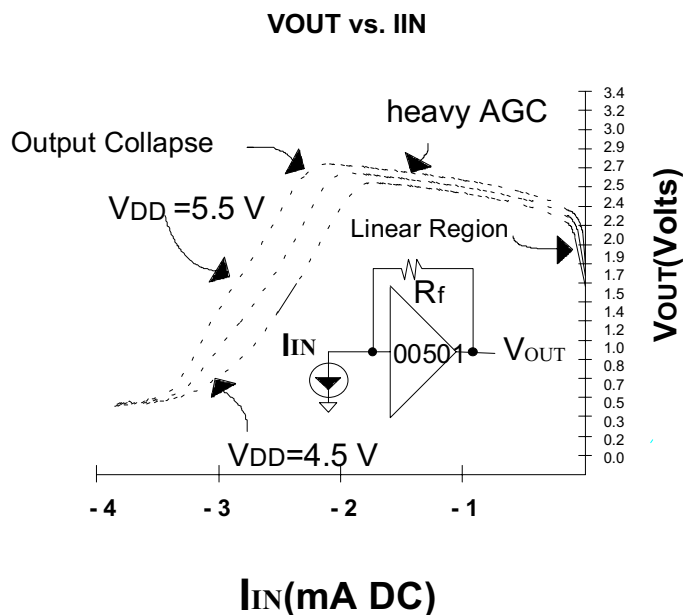 VOUT vs. IIN
heavy AGC
Output Collapse
VDD =5.5 V
Linear Region
Rf
IIN
00501
VOUT
VDD=4.5 V
3.4
3.2
3.0
2.9
2.7
2.5
2.4
2.2
2.0
1.9
1.7
1.5
1.4
1.2
1.0
0.8
0.7
0.5
0.3
0.2
0.0
VOUT(Volts)
- 4
- 3
- 2
- 1
IIN(mA DC)